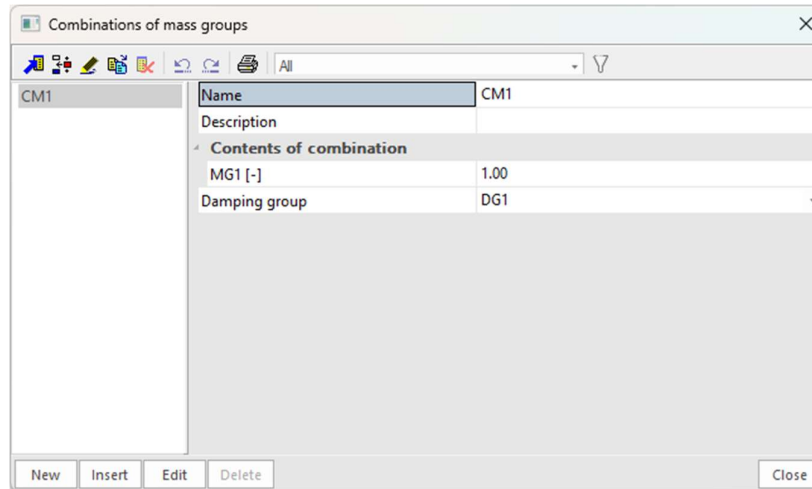 Combinations of mass groups
All
CM1
Name CM1
Description
Contents of combination
MG1 [-] 1.00
Damping group DG1
New Insert Edit Delete Close